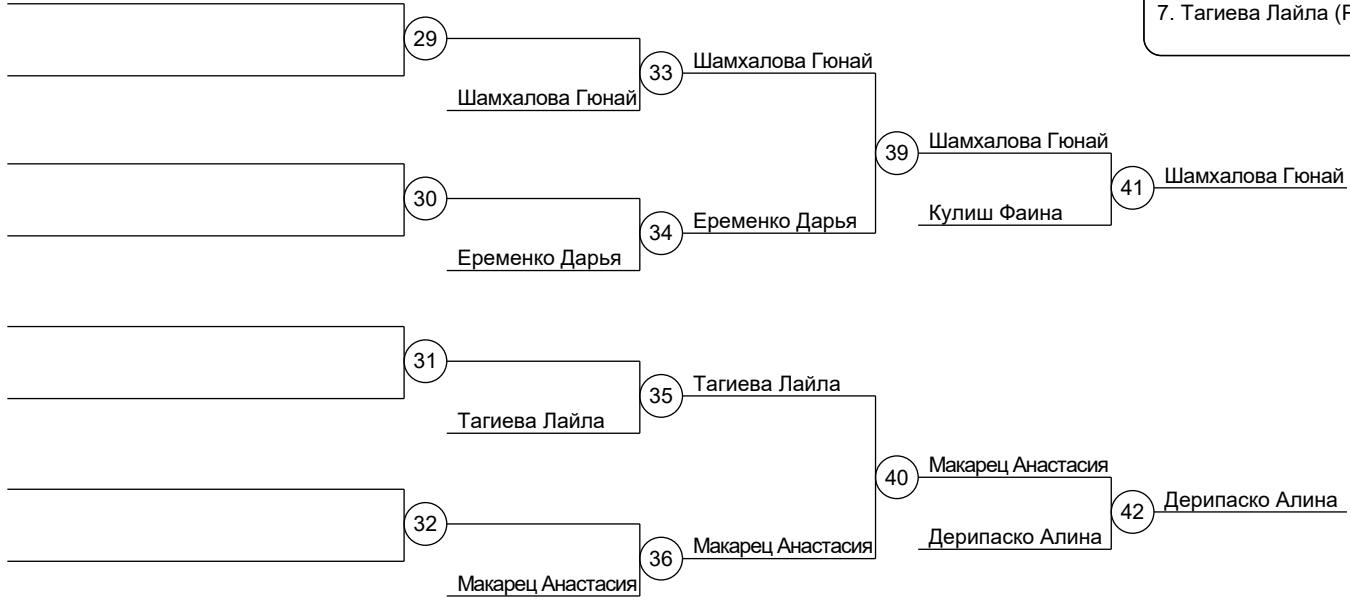 7. Тагиева Лайла (
29
33
Шамхалова Гюнай
Шамхалова Гюнай
39
Шамхалова Гюнай
41
Шамхалова Гюнай
30
Кулиш Фаина
34
Еременко Дарья
Еременко Дарья
31
35
Тагиева Лайла
Тагиева Лайла
40
Макарец Анастасия
42
Дерипаско Алина
32
Дерипаско Алина
36
Макарец Анастасия
Макарец Анастасия